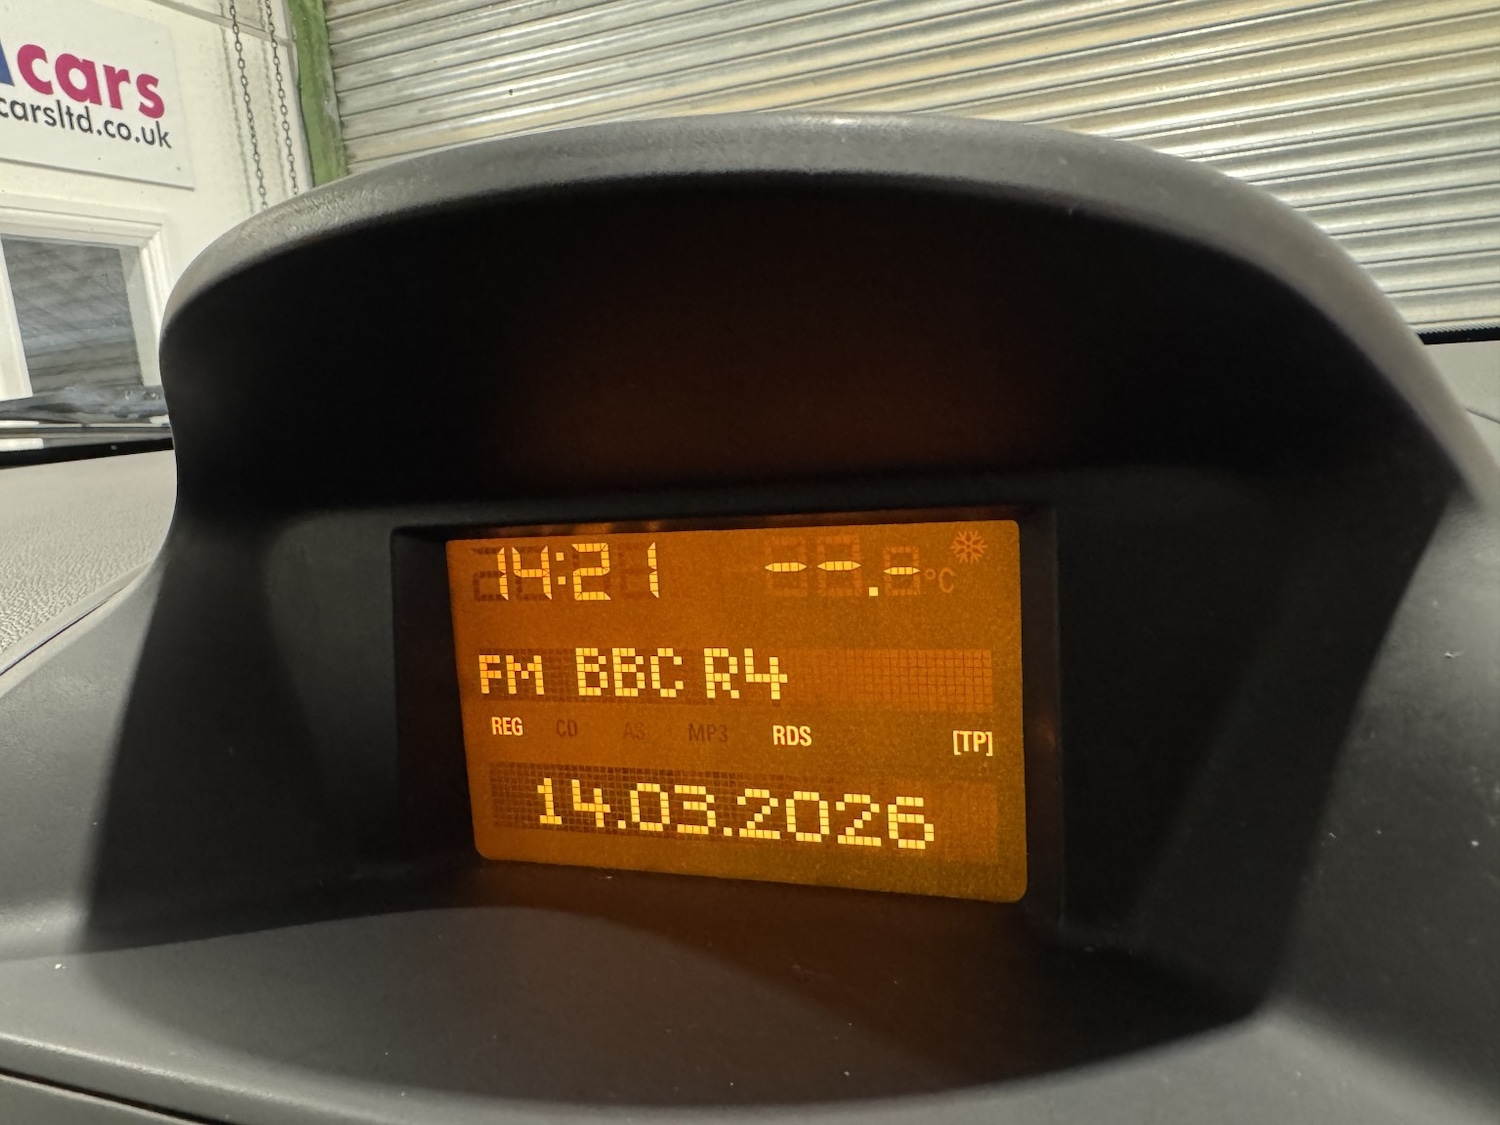 cars
carsltd.co.uk
14:21 --.- °C
FM BBC R4
REG CD AS MP3 RDS [TP]
14.03.2026